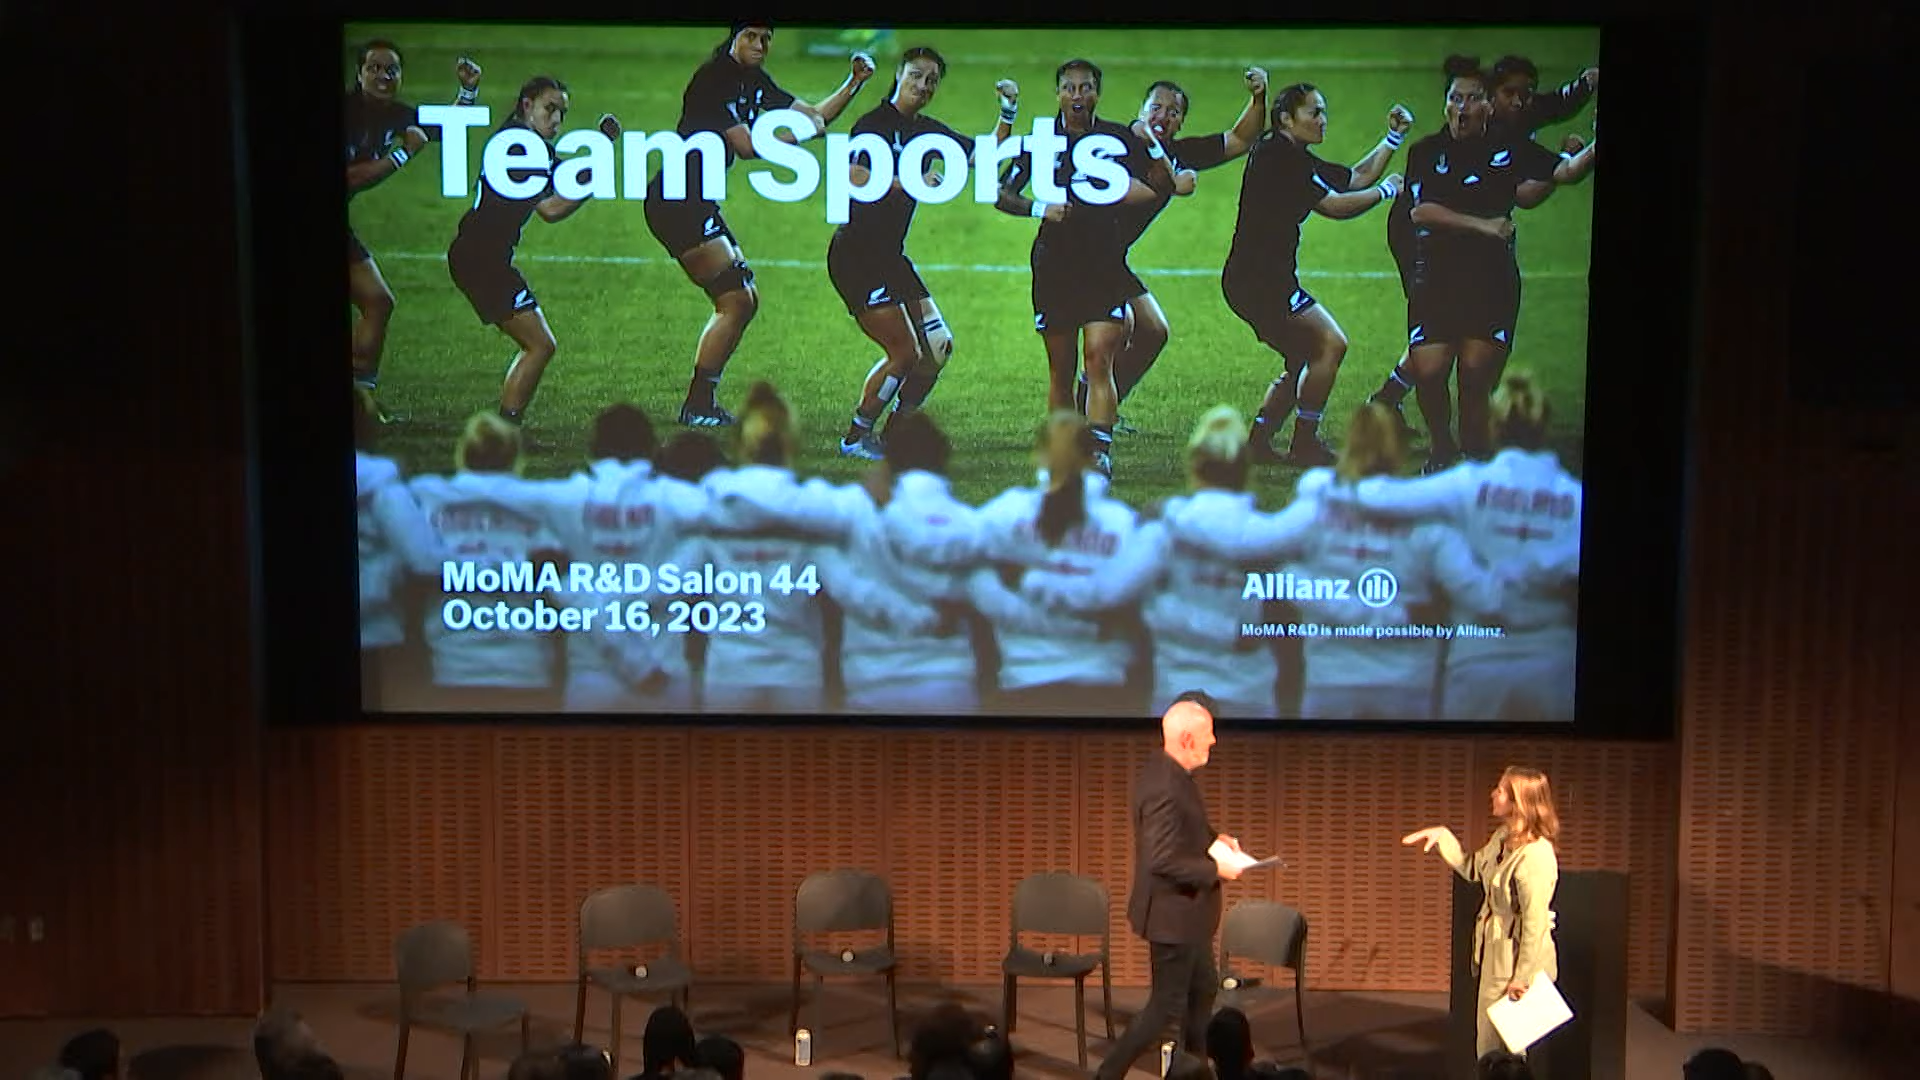 Team Sports
MoMA R&D Salon 44
October 16, 2023
Allianz
MoMA R&D is made possible by Allianz.